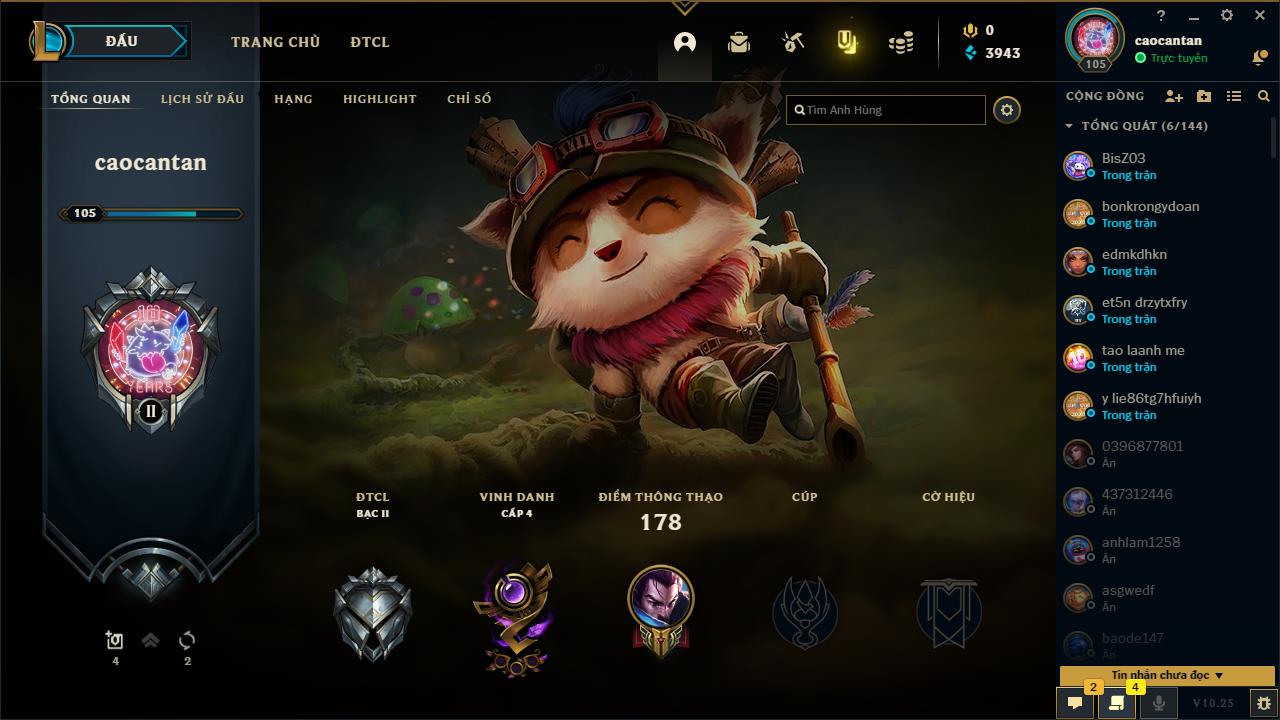 ĐẤU
TRANG CHỦ
ĐTCL
0
3943
?
caocantan
Trực tuyến
105
TỔNG QUAN
LỊCH SỬ ĐẤU
HẠNG
HIGHLIGHT
CHỈ SỐ
Tìm Anh Hùng
caocantan
105
10
YEARS
II
ĐTCL
BẠC II
VINH DANH
CẤP 4
ĐIỂM THÔNG THẠO
178
CÚP
CỜ HIỆU
4
2
CỘNG ĐỒNG
TỔNG QUÁT (6/144)
BisZ03
Trong trận
bonkrongydoan
Trong trận
edmkdhkn
Trong trận
et5n drzytxfry
Trong trận
tao laanh me
Trong trận
y lie86tg7hfuiyh
Trong trận
0396877801
Ẩn
437312446
Ẩn
anhlam1258
Ẩn
asgwedf
Ẩn
baode147
Ẩn
Tin nhắn chưa đọc
2
4
V10.25